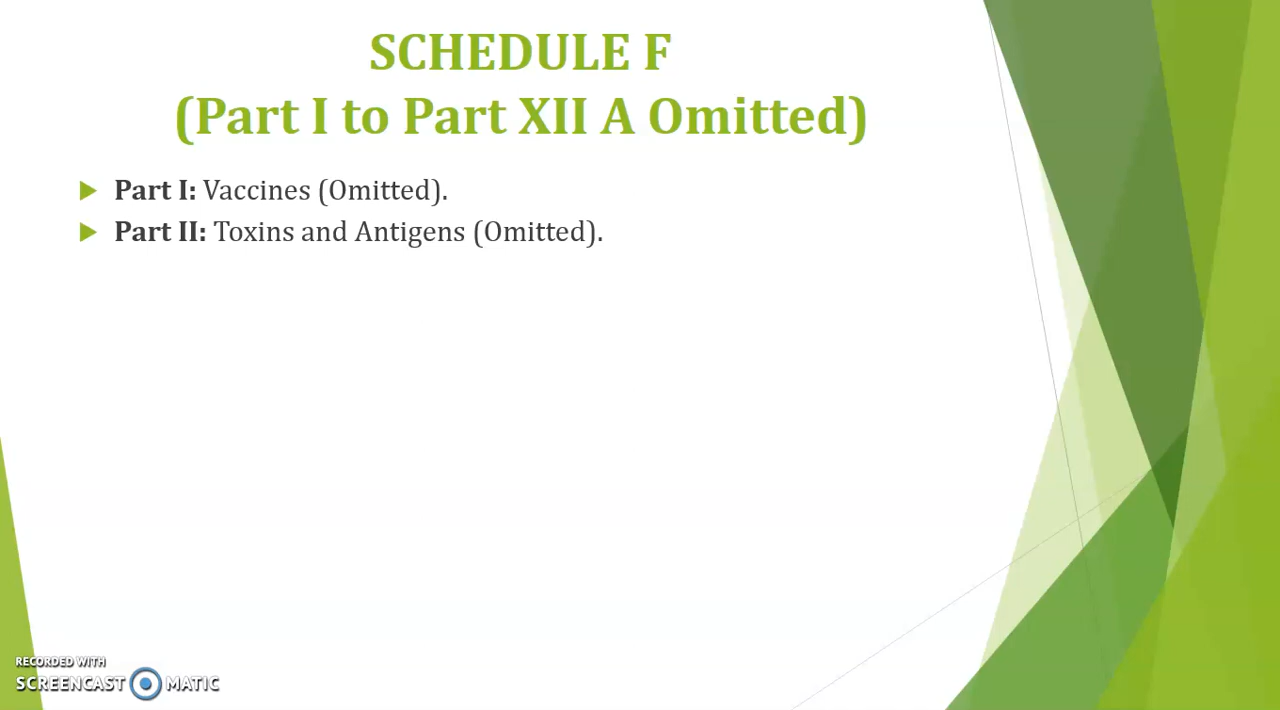 SCHEDULE F
(Part I to Part XII A Omitted)
Part I: Vaccines (Omitted).
Part II: Toxins and Antigens (Omitted).
RECORDED WITH
SCREENCAST MATIC